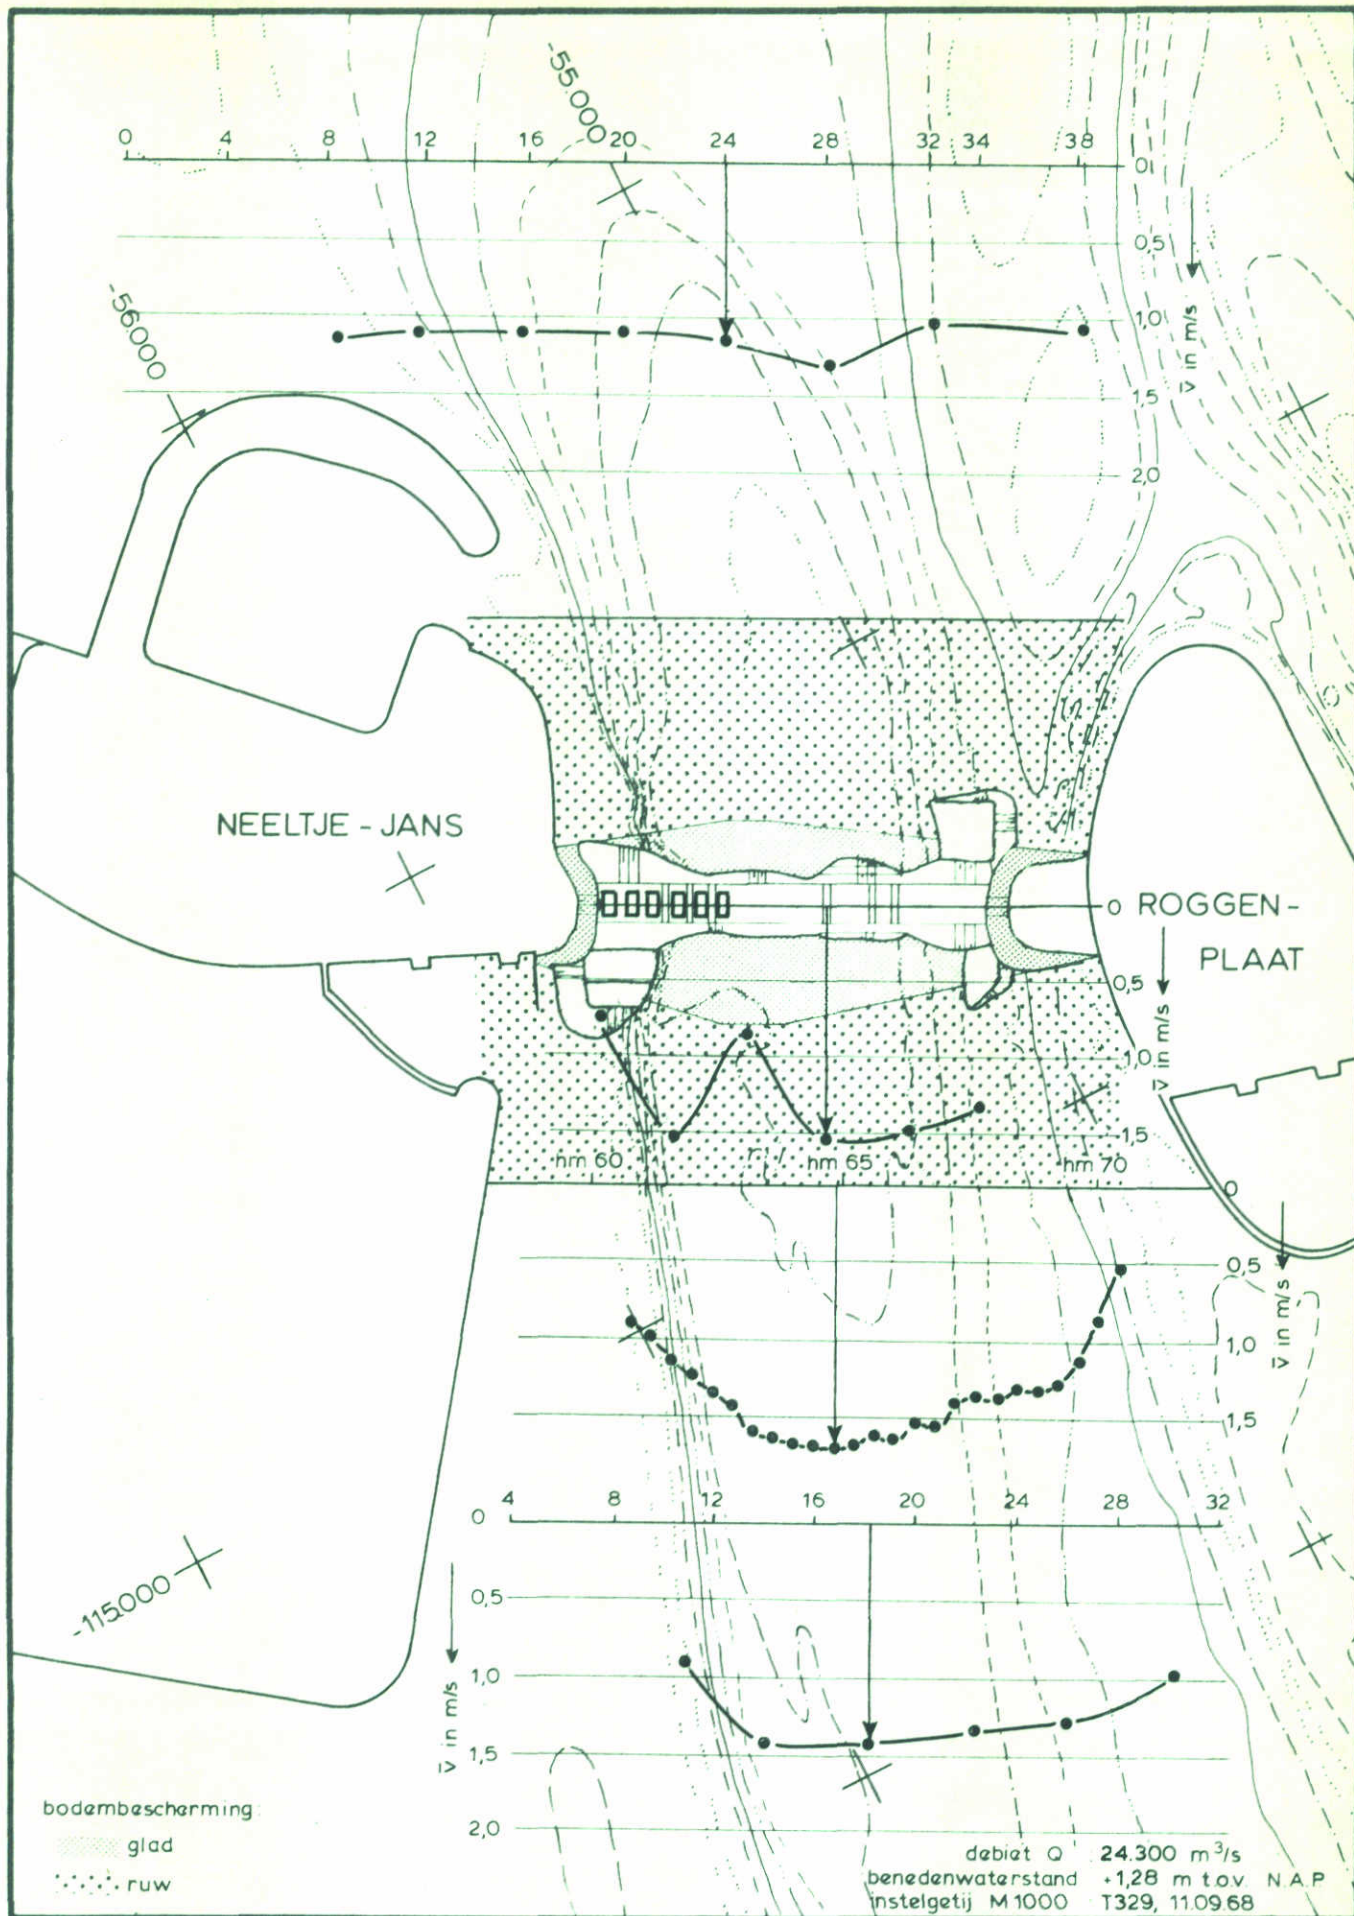 -55.000
0 4 8 12 16 20 24 28 32 34 38
0
0,5
-56000
1,0
v̅ in m/s
1,5
2,0
NEELTJE-JANS
0 ROGGEN-
PLAAT
0,5
1,0
v̅ in m/s
1,5
hm 60 hm 65 hm 70
0
0,5
v̅ in m/s
1,0
1,5
4 8 12 16 20 24 28 32
0
-115.000
0,5
1,0
v̅ in m/s
1,5
2,0
bodembescherming:
glad
ruw
debiet Q 24.300 m³/s
benedenwaterstand +1,28 m t.o.v. N.A.P
instelgetij M 1000 T329, 11.09.68